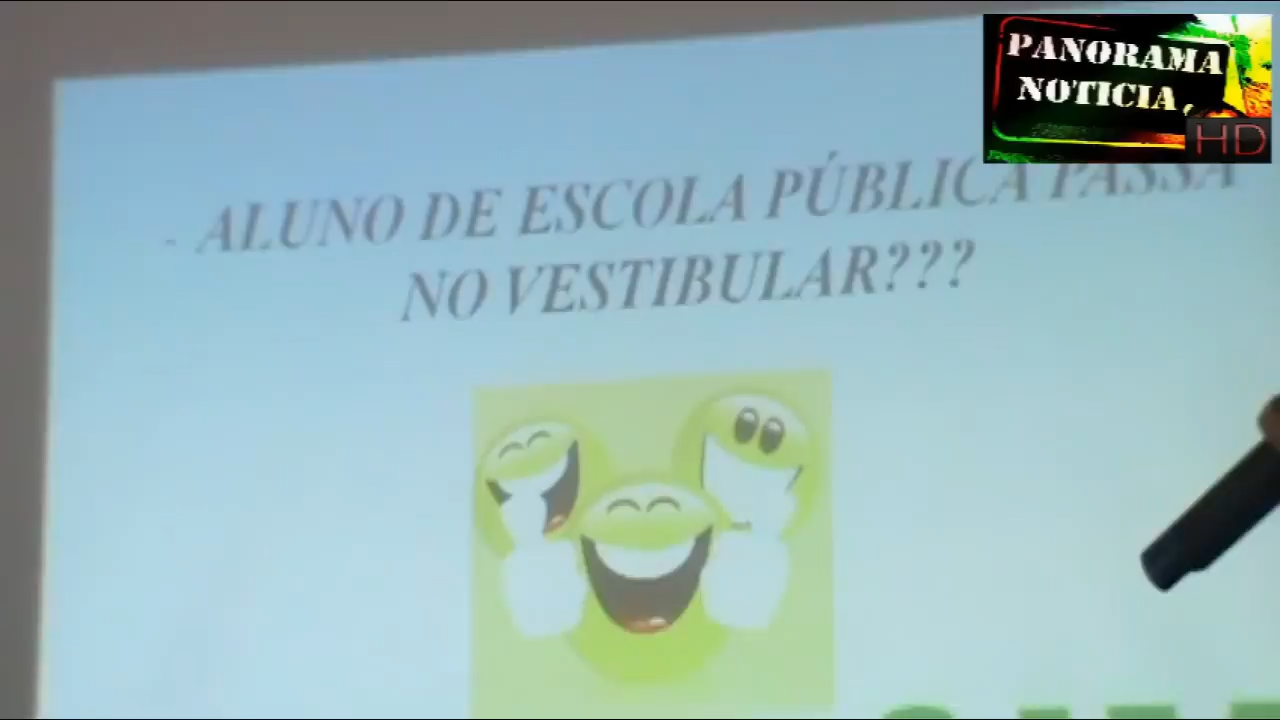 PANORAMA
NOTICIA
HD
- ALUNO DE ESCOLA PÚBLICA PASSA
NO VESTIBULAR???